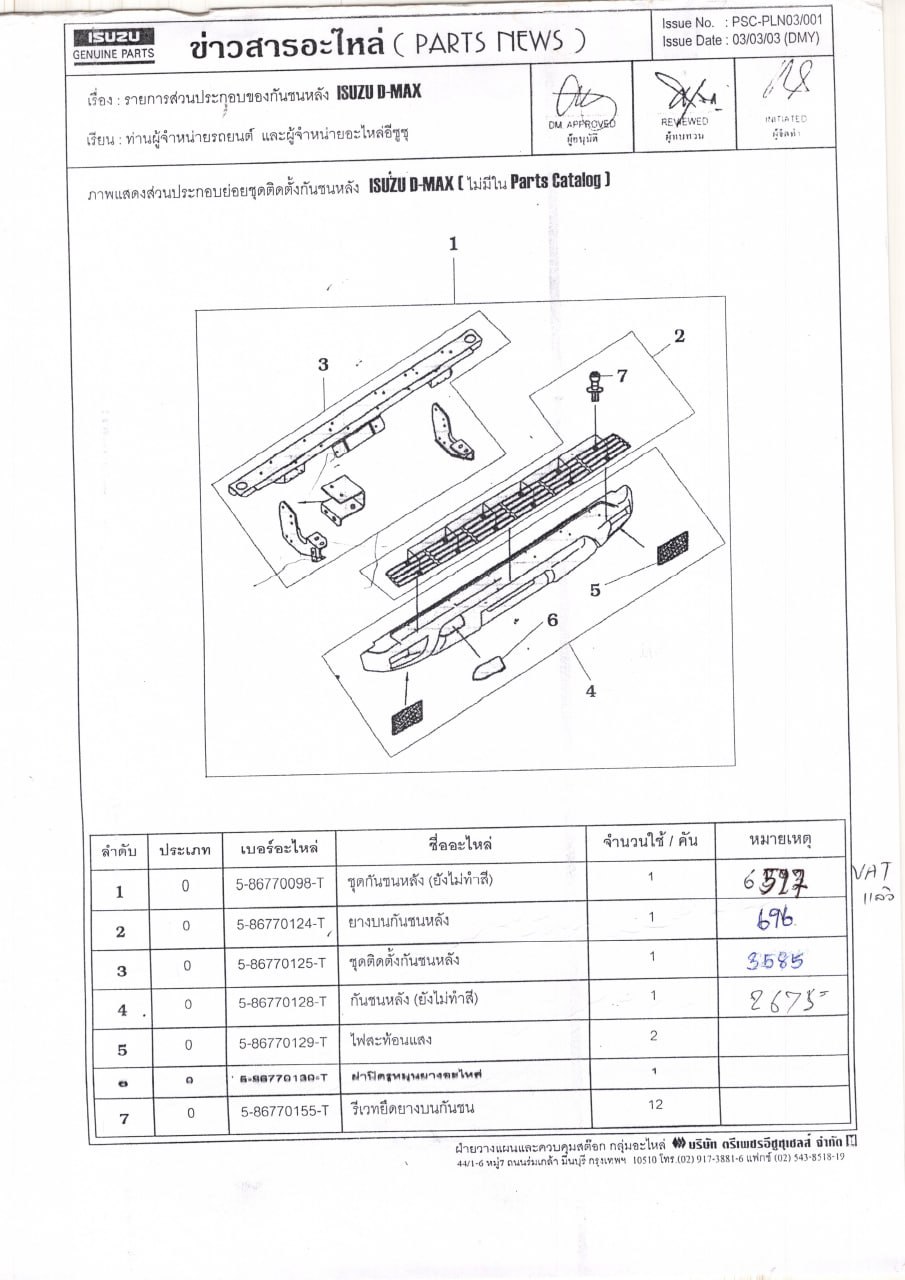 ISUZU
GENUINE PARTS
ข่าวสารอะไหล่ ( PARTS NEWS )
Issue No. : PSC-PLN03/001
Issue Date : 03/03/03 (DMY)
เรื่อง : รายการส่วนประกอบของกันชนหลัง ISUZU D-MAX
เรียน : ท่านผู้จำหน่ายรถยนต์ และผู้จำหน่ายอะไหล่อีซูซุ
DM APPROVED
ผู้อนุมัติ
REVIEWED
ผู้ทบทวน
INITIATED
ผู้จัดทำ
ภาพแสดงส่วนประกอบย่อยชุดติดตั้งกันชนหลัง ISUZU D-MAX ( ไม่มีใน Parts Catalog )
1
2
3
7
5
6
4
ลำดับ ประเภท เบอร์อะไหล่ ชื่ออะไหล่ จำนวนใช้ / คัน หมายเหตุ
1 0 5-86770098-T ชุดกันชนหลัง (ยังไม่ทำสี) 1
VAT
แล้ว
2 0 5-86770124-T ยางบนกันชนหลัง 1 696
3 0 5-86770125-T ชุดติดตั้งกันชนหลัง 1 3585
4 0 5-86770128-T กันชนหลัง (ยังไม่ทำสี) 1 2675-
5 0 5-86770129-T ไฟสะท้อนแสง 2
6 0 5-86770130-T 1
7 0 5-86770155-T รีเวทยึดยางบนกันชน 12
ฝ่ายวางแผนและควบคุมสต๊อก กลุ่มอะไหล่ บริษัท ตรีเพชรอีซูซุเซลส์ จำกัด
44/1-6 หมู่7 ถนนร่มเกล้า มีนบุรี กรุงเทพฯ 10510 โทร.(02) 917-3881-6 แฟกซ์ (02) 543-8518-19